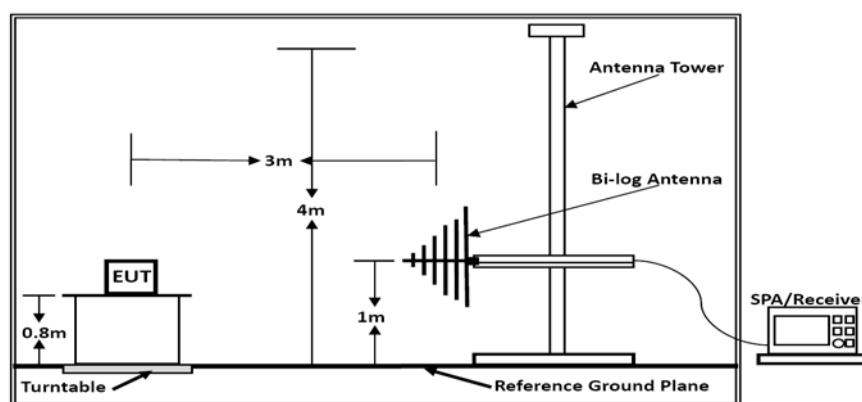 Antenna Tower
3m
Bi-log Antenna
4m
EUT
1m
SPA/Receive
0.8m
Turntable
Reference Ground Plane